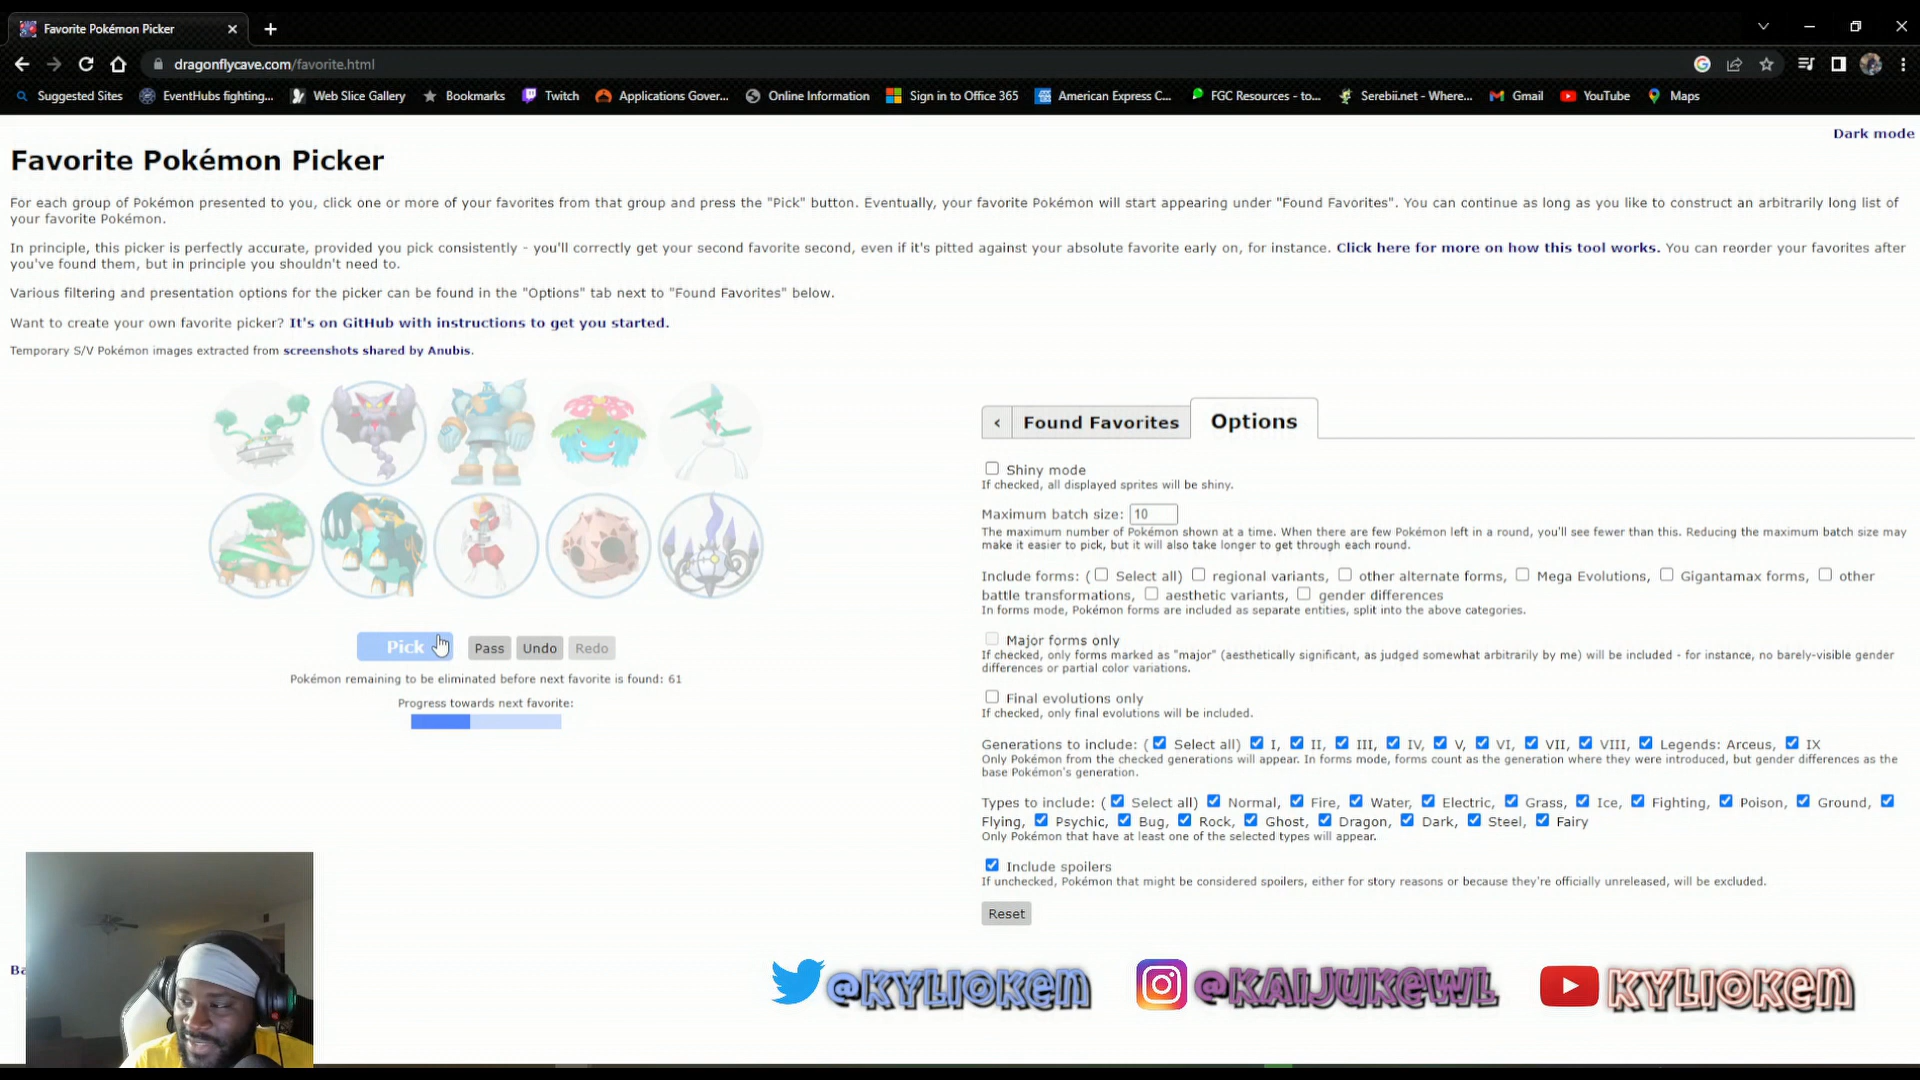 Favorite Pokémon Picker
dragonflycave.com/favorite.html
Suggested Sites
EventHubs fighting...
Web Slice Gallery
Bookmarks
Twitch
Applications Gover...
Online Information
Sign in to Office 365
American Express C...
FGC Resources - to...
Serebii.net - Where...
Gmail
YouTube
Maps
Dark mode
Favorite Pokémon Picker
For each group of Pokémon presented to you, click one or more of your favorites from that group and press the "Pick" button. Eventually, your favorite Pokémon will start appearing under "Found Favorites". You can continue as long as you like to construct an arbitrarily long list of
your favorite Pokémon.
In principle, this picker is perfectly accurate, provided you pick consistently - you'll correctly get your second favorite second, even if it's pitted against your absolute favorite early on, for instance. Click here for more on how this tool works. You can reorder your favorites after
you've found them, but in principle you shouldn't need to.
Various filtering and presentation options for the picker can be found in the "Options" tab next to "Found Favorites" below.
Want to create your own favorite picker? It's on GitHub with instructions to get you started.
Temporary S/V Pokémon images extracted from screenshots shared by Anubis.
Pick Pass Undo Redo
Pokémon remaining to be eliminated before next favorite is found: 61
Progress towards next favorite:
Ba
< Found Favorites Options
Shiny mode
If checked, all displayed sprites will be shiny.
Maximum batch size: 10
The maximum number of Pokémon shown at a time. When there are few Pokémon left in a round, you'll see fewer than this. Reducing the maximum batch size may
make it easier to pick, but it will also take longer to get through each round.
Include forms: ( Select all) regional variants, other alternate forms, Mega Evolutions, Gigantamax forms, other
battle transformations, aesthetic variants, gender differences
In forms mode, Pokémon forms are included as separate entities, split into the above categories.
Major forms only
If checked, only forms marked as "major" (aesthetically significant, as judged somewhat arbitrarily by me) will be included - for instance, no barely-visible gender
differences or partial color variations.
Final evolutions only
If checked, only final evolutions will be included.
Generations to include: ( Select all) I, II, III, IV, V, VI, VII, VIII, Legends: Arceus, IX
Only Pokémon from the checked generations will appear. In forms mode, forms count as the generation where they were introduced, but gender differences as the
base Pokémon's generation.
Types to include: ( Select all) Normal, Fire, Water, Electric, Grass, Ice, Fighting, Poison, Ground,
Flying, Psychic, Bug, Rock, Ghost, Dragon, Dark, Steel, Fairy
Only Pokémon that have at least one of the selected types will appear.
Include spoilers
If unchecked, Pokémon that might be considered spoilers, either for story reasons or because they're officially unreleased, will be excluded.
Reset
@KYLIOKEN
@KAIJUKEWL
KYLIOKEN